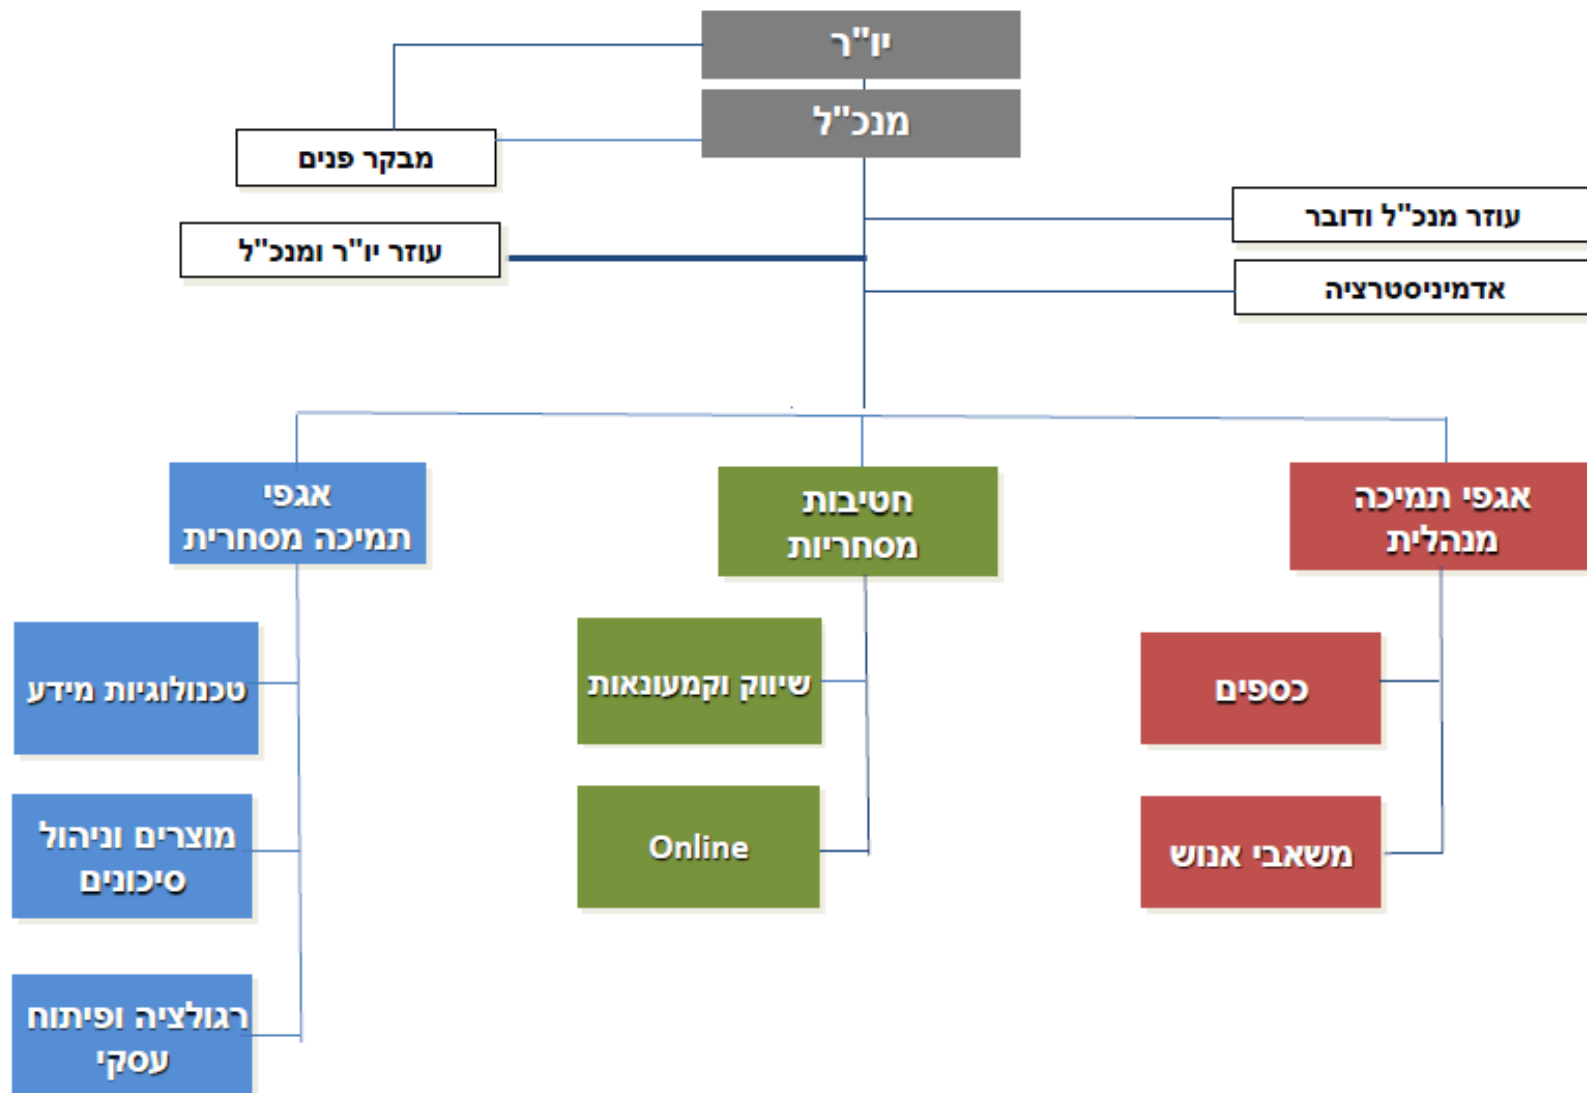 יו"ר
מנכ"ל
מבקר פנים
עוזר מנכ"ל ודובר
עוזר יו"ר ומנכ"ל
אדמיניסטרציה
אגפי תמיכה
מנהלית
חטיבות
מסחריות
אגפי
תמיכה מסחרית
כספים
שיווק וקמעונאות
טכנולוגיות מידע
משאבי אנוש
Online
מוצרים וניהול
סיכונים
רגולציה ופיתוח
עסקי